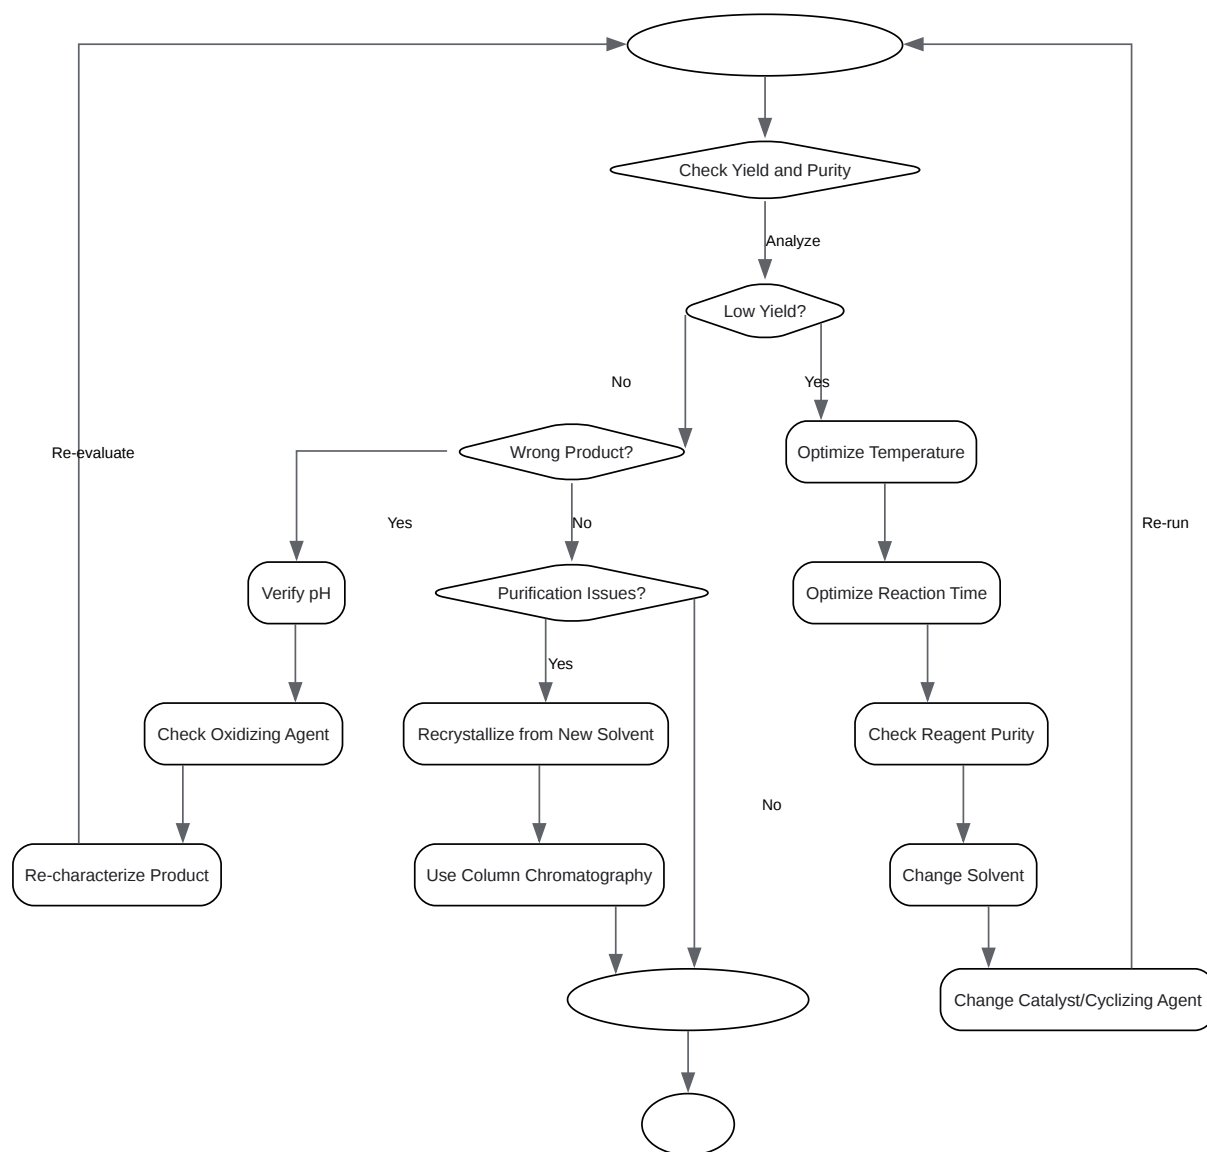 Check Yield and Purity
Analyze
Low Yield?
No
Yes
Re-evaluate
Wrong Product?
Optimize Temperature
Yes
No
Re-run
Verify pH
Purification Issues?
Optimize Reaction Time
Yes
Check Oxidizing Agent
Recrystallize from New Solvent
Check Reagent Purity
No
Re-characterize Product
Use Column Chromatography
Change Solvent
Change Catalyst/Cyclizing Agent